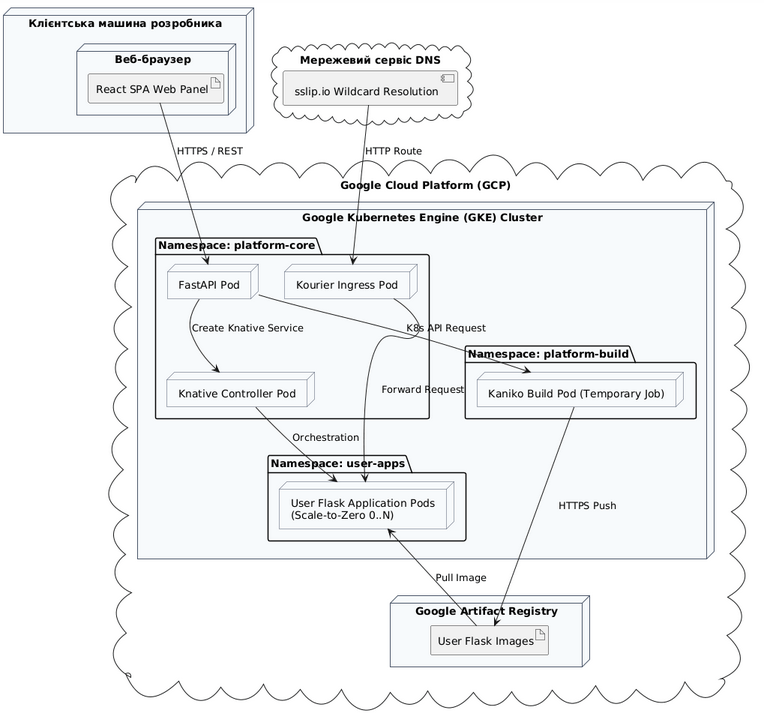 Клієнтська машина розробника
Веб-браузер
React SPA Web Panel
Мережевий сервіс DNS
sslip.io Wildcard Resolution
HTTPS / REST
HTTP Route
Google Cloud Platform (GCP)
Google Kubernetes Engine (GKE) Cluster
Namespace: platform-core
FastAPI Pod
Kourier Ingress Pod
Create Knative Service
K8s API Request
Namespace: platform-build
Knative Controller Pod
Forward Request
Kaniko Build Pod (Temporary Job)
Orchestration
Namespace: user-apps
User Flask Application Pods
(Scale-to-Zero 0..N)
HTTPS Push
Pull Image
Google Artifact Registry
User Flask Images